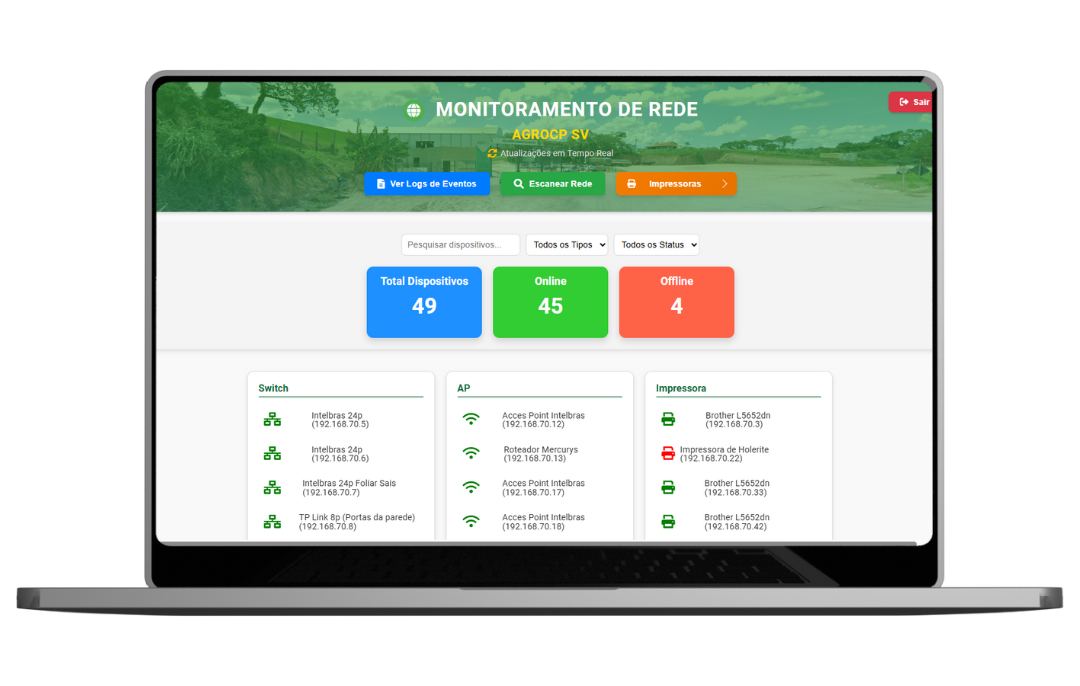 MONITORAMENTO DE REDE
Sair
AGROCP SV
Atualizações em Tempo Real
Ver Logs de Eventos
Escanear Rede
Impressoras
Pesquisar dispositivos...
Todos os Tipos
Todos os Status
Total Dispositivos
49
Online
45
Offline
4
Switch
Intelbras 24p
(192.168.70.5)
Intelbras 24p
(192.168.70.6)
Intelbras 24p Foliar Sais
(192.168.70.7)
TP Link 8p (Portas da parede)
(192.168.70.8)
AP
Acces Point Intelbras
(192.168.70.12)
Roteador Mercurys
(192.168.70.13)
Acces Point Intelbras
(192.168.70.17)
Acces Point Intelbras
(192.168.70.18)
Impressora
Brother L5652dn
(192.168.70.3)
Impressora de Holerite
(192.168.70.22)
Brother L5652dn
(192.168.70.33)
Brother L5652dn
(192.168.70.42)